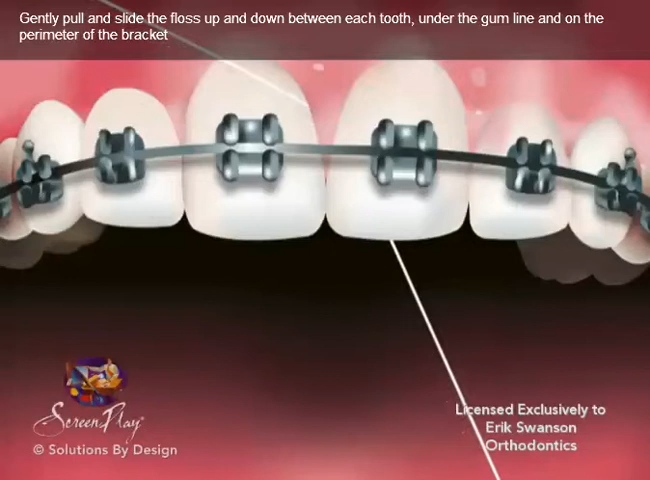 Gently pull and slide the floss up and down between each tooth, under the gum line and on the
perimeter of the bracket
ScreenPlay
© Solutions By Design
Licensed Exclusively to
Erik Swanson
Orthodontics